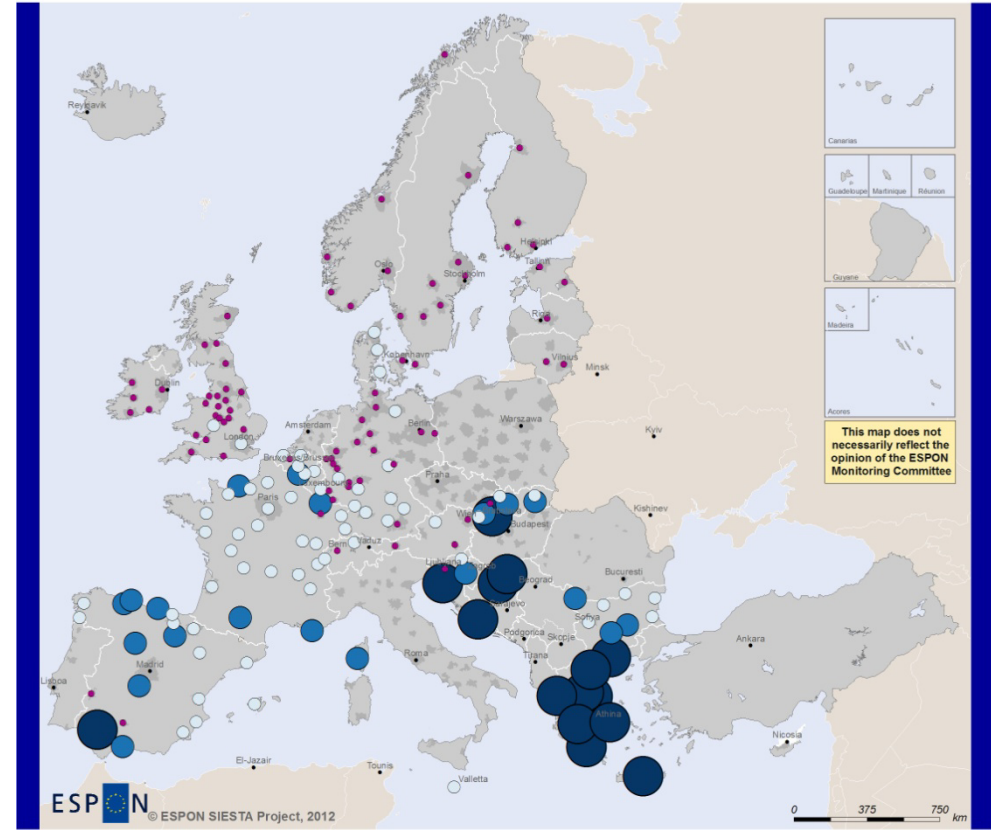 Reykjavik
Canarias
Guadeloupe
Martinique
Réunion
Guyane
Madeira
Acores
This map does not
necessarily reflect the
opinion of the ESPON
Monitoring Committee
Oslo
Helsinki
Tallinn
Stockholm
Riga
København
Vilnius
Minsk
Dublin
London
Amsterdam
Berlin
Warszawa
Kyiv
Bruxelles/Brussel
Luxembourg
Praha
Paris
Wien
Kishinev
Budapest
Bern
Vaduz
Ljubljana
Beograd
Bucuresti
Sarajevo
Sofiya
Podgorica
Skopje
Tirana
Roma
Ankara
Madrid
Lisboa
Athina
Nicosia
El-Jazair
Tounis
Valletta
ESPON
© ESPON SIESTA Project, 2012
0 375 750
km